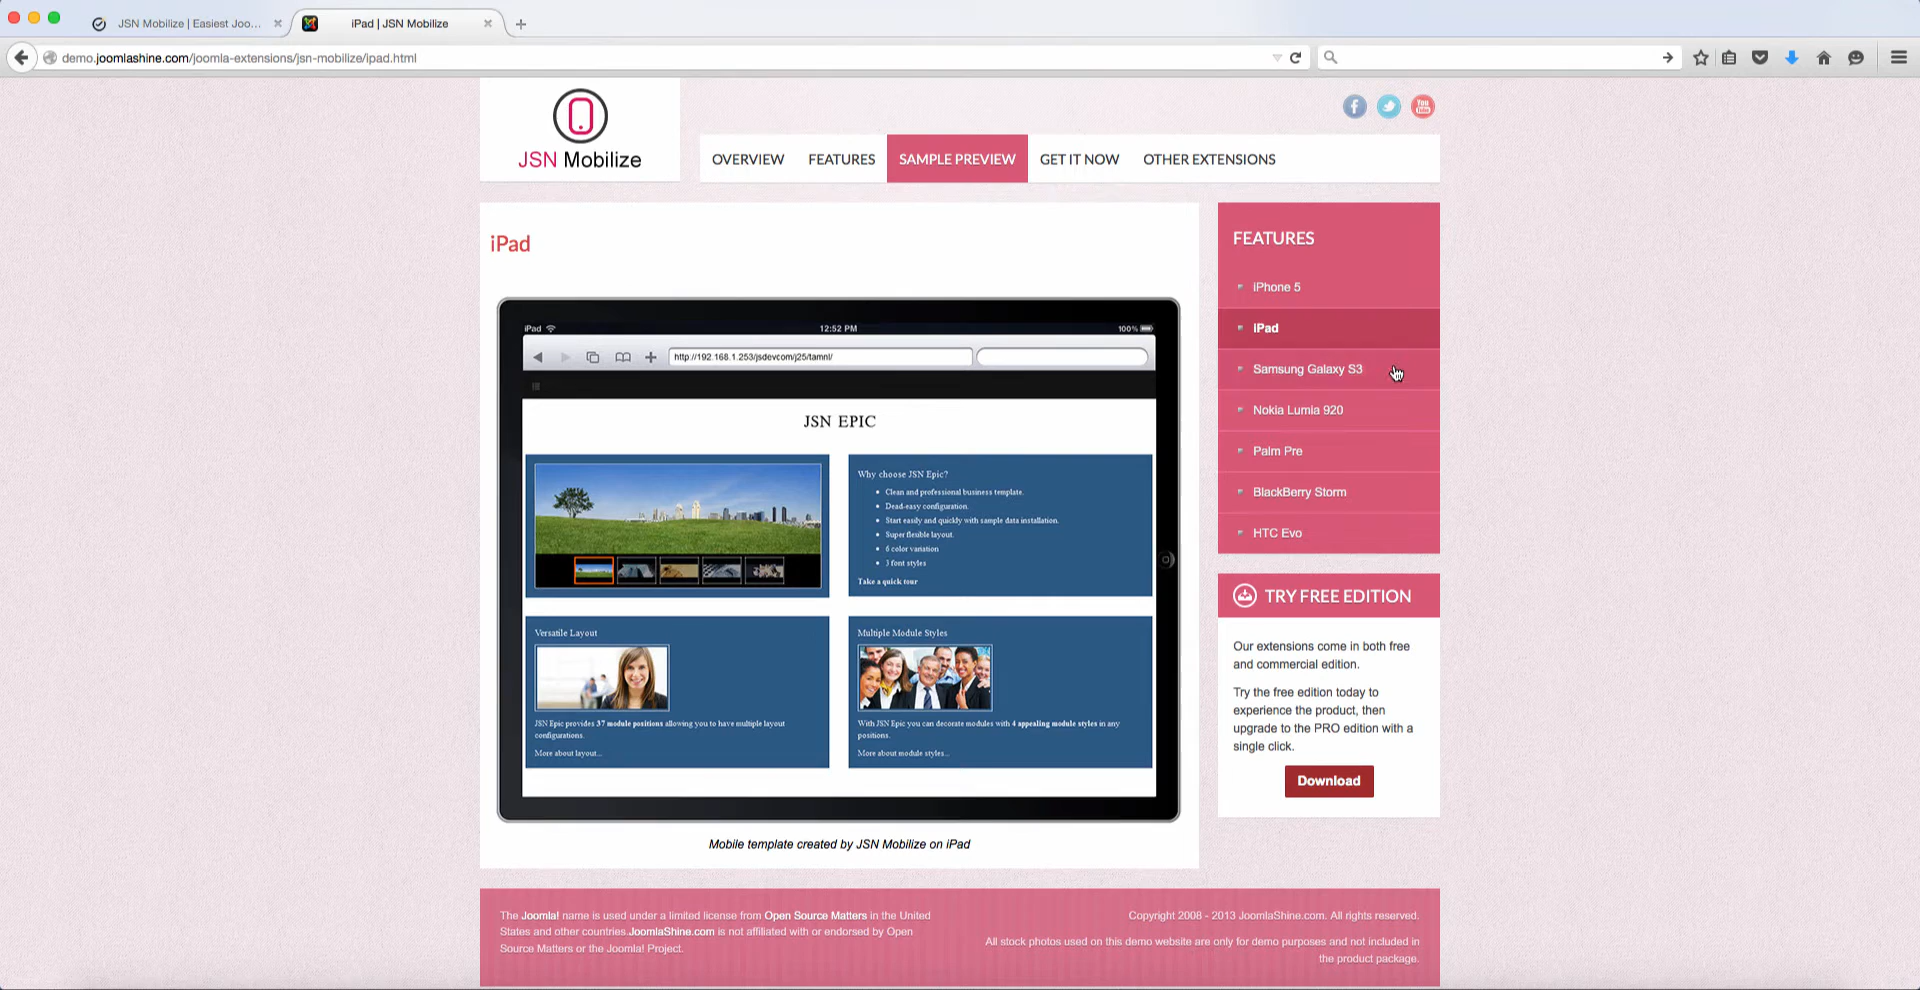 JSN Mobilize | Easiest Joo...
iPad | JSN Mobilize
demo.joomlashine.com/joomla-extensions/jsn-mobilize/ipad.html
JSN Mobilize
You
Tube
OVERVIEW
FEATURES
SAMPLE PREVIEW
GET IT NOW
OTHER EXTENSIONS
iPad
iPad
12:52 PM
100%
http://192.168.1.253/jsdevcom/j25/tamnl/
JSN EPIC
Why choose JSN Epic?
Clean and professional business template.
Dead-easy configuration.
Start easily and quickly with sample data installation.
Super flexible layout.
6 color variation
3 font styles
Take a quick tour
Versatile Layout
JSN Epic provides 37 module positions allowing you to have multiple layout
configurations.
More about layout...
Multiple Module Styles
With JSN Epic you can decorate modules with 4 appealing module styles in any
positions.
More about module styles...
Mobile template created by JSN Mobilize on iPad
FEATURES
iPhone 5
iPad
Samsung Galaxy S3
Nokia Lumia 920
Palm Pre
BlackBerry Storm
HTC Evo
TRY FREE EDITION
Our extensions come in both free
and commercial edition.
Try the free edition today to
experience the product, then
upgrade to the PRO edition with a
single click.
Download
The Joomla! name is used under a limited license from Open Source Matters in the United
States and other countries.JoomlaShine.com is not affiliated with or endorsed by Open
Source Matters or the Joomla! Project.
Copyright 2008 - 2013 JoomlaShine.com. All rights reserved.
All stock photos used on this demo website are only for demo purposes and not included in
the product package.